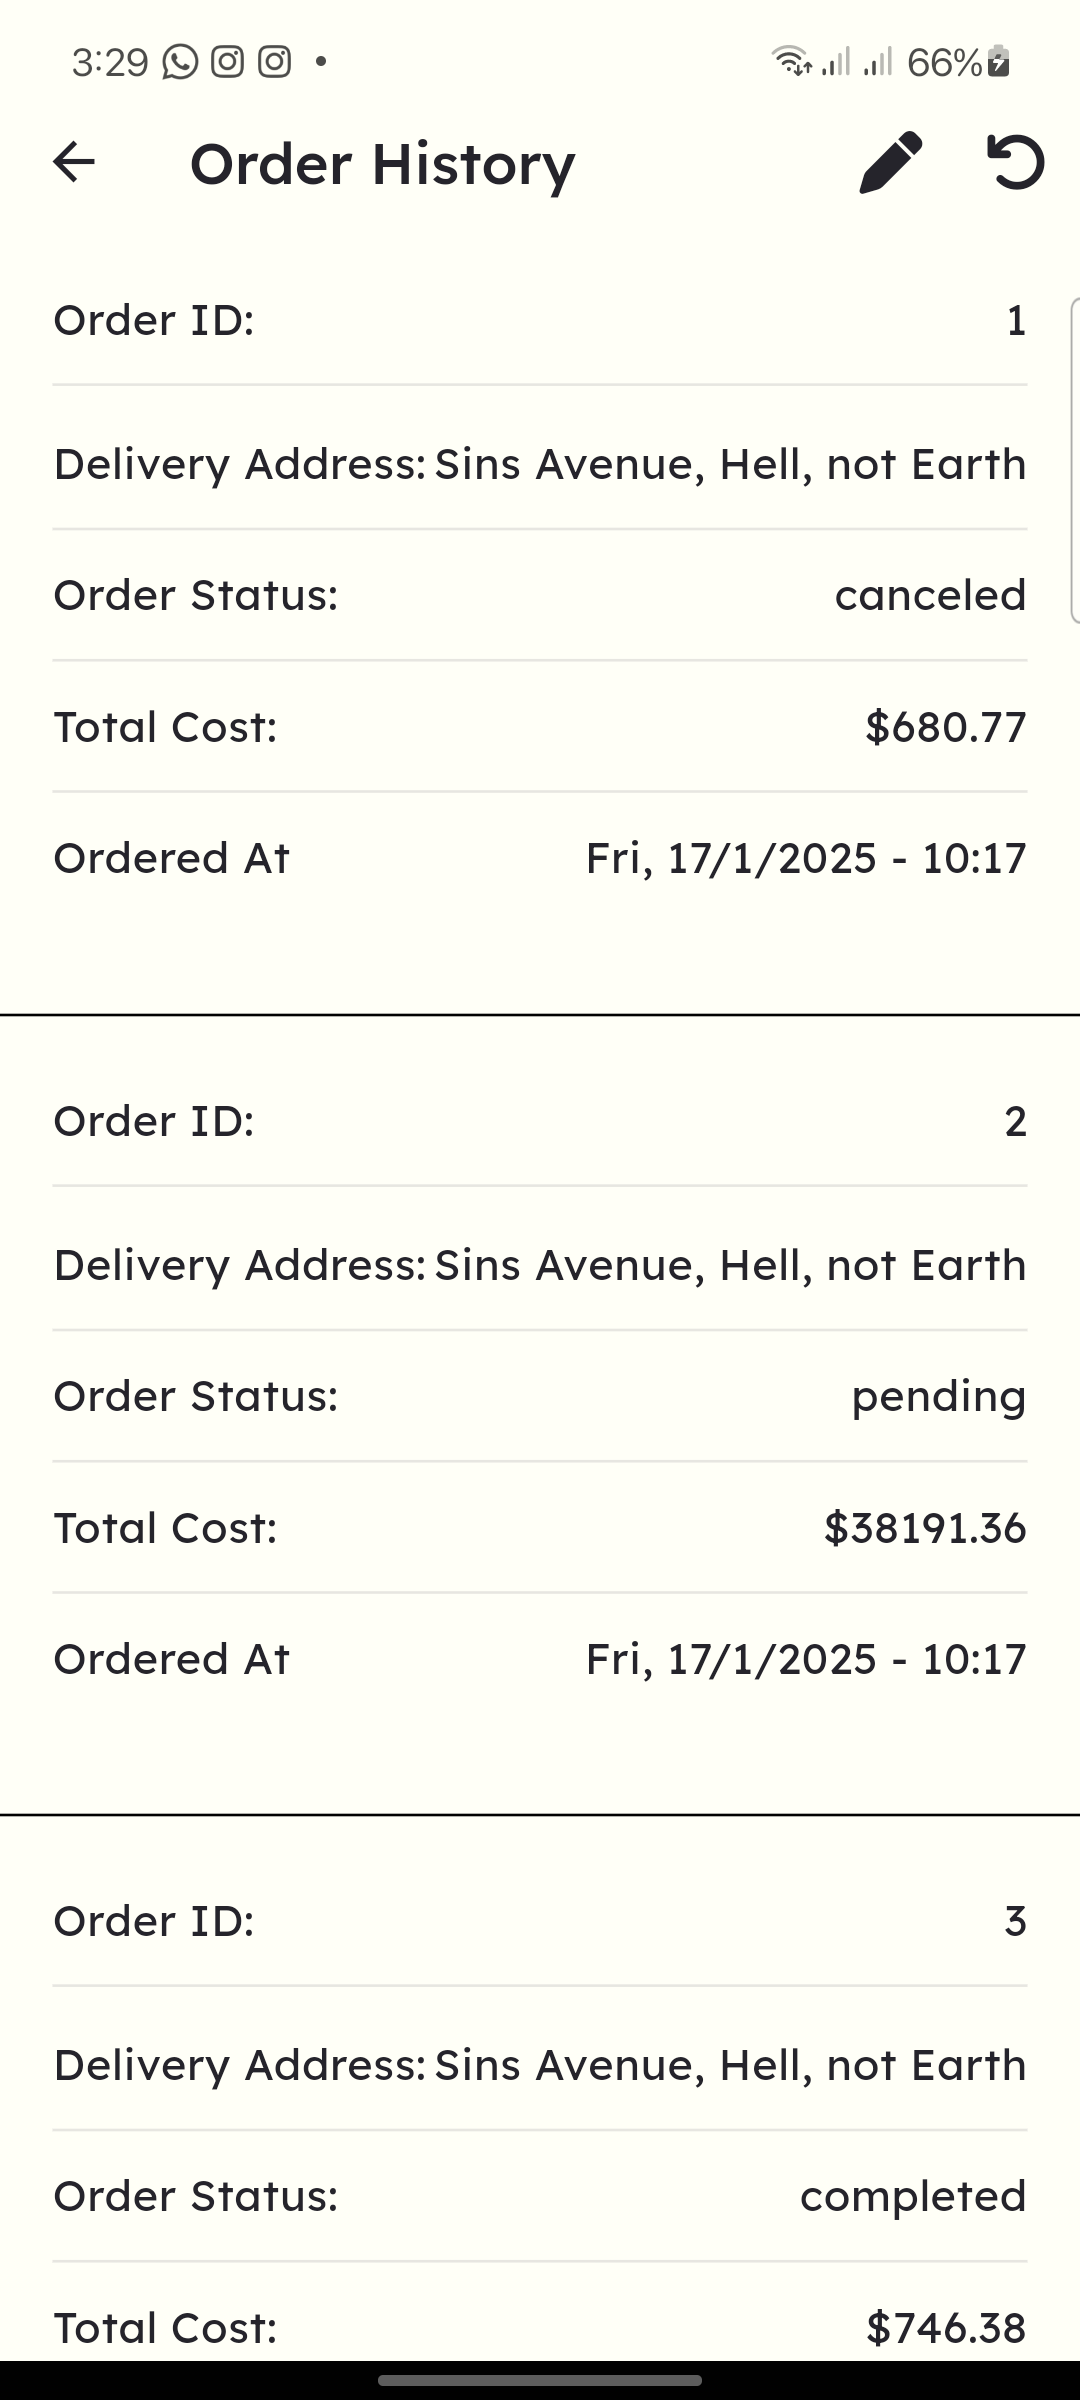 3:29 66%
Order History
Order ID: 1
Delivery Address: Sins Avenue, Hell, not Earth
Order Status: canceled
Total Cost: $680.77
Ordered At Fri, 17/1/2025 - 10:17
Order ID: 2
Delivery Address: Sins Avenue, Hell, not Earth
Order Status: pending
Total Cost: $38191.36
Ordered At Fri, 17/1/2025 - 10:17
Order ID: 3
Delivery Address: Sins Avenue, Hell, not Earth
Order Status: completed
Total Cost: $746.38